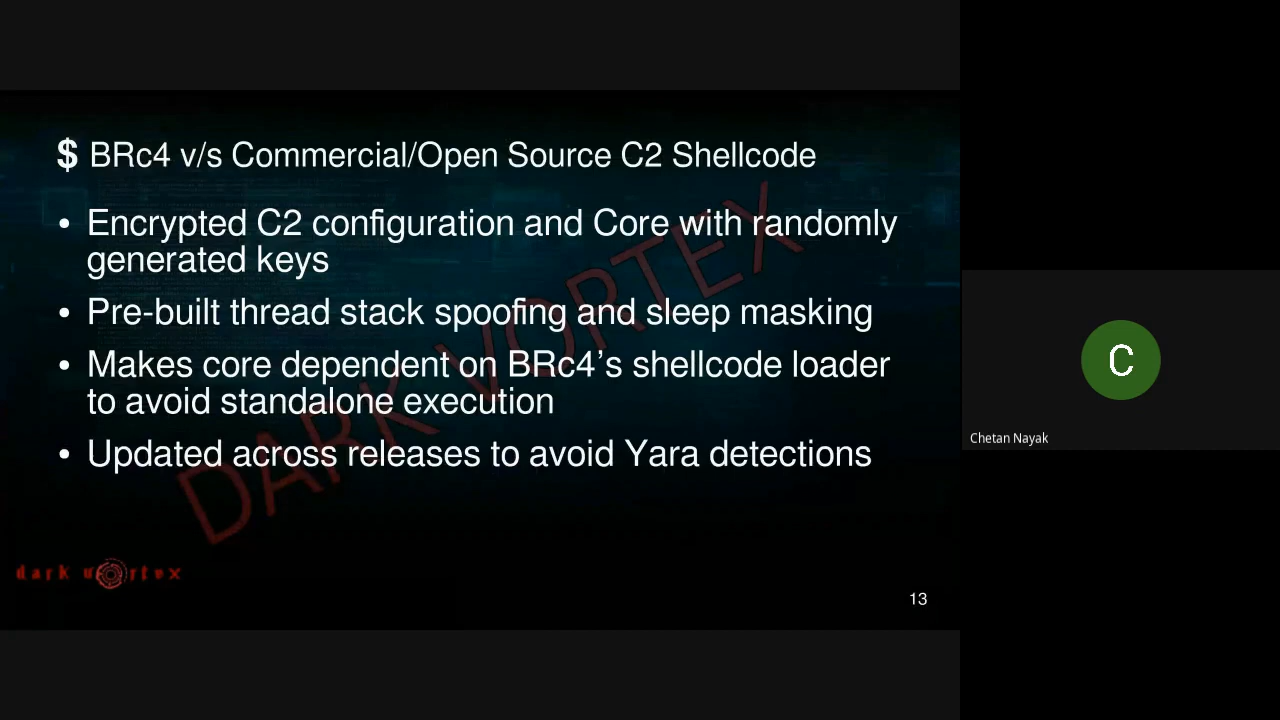 $ BRc4 v/s Commercial/Open Source C2 Shellcode
• Encrypted C2 configuration and Core with randomly
generated keys
• Pre-built thread stack spoofing and sleep masking
• Makes core dependent on BRc4’s shellcode loader
to avoid standalone execution
• Updated across releases to avoid Yara detections
DARK VORTEX
dark vortex
13
C
Chetan Nayak